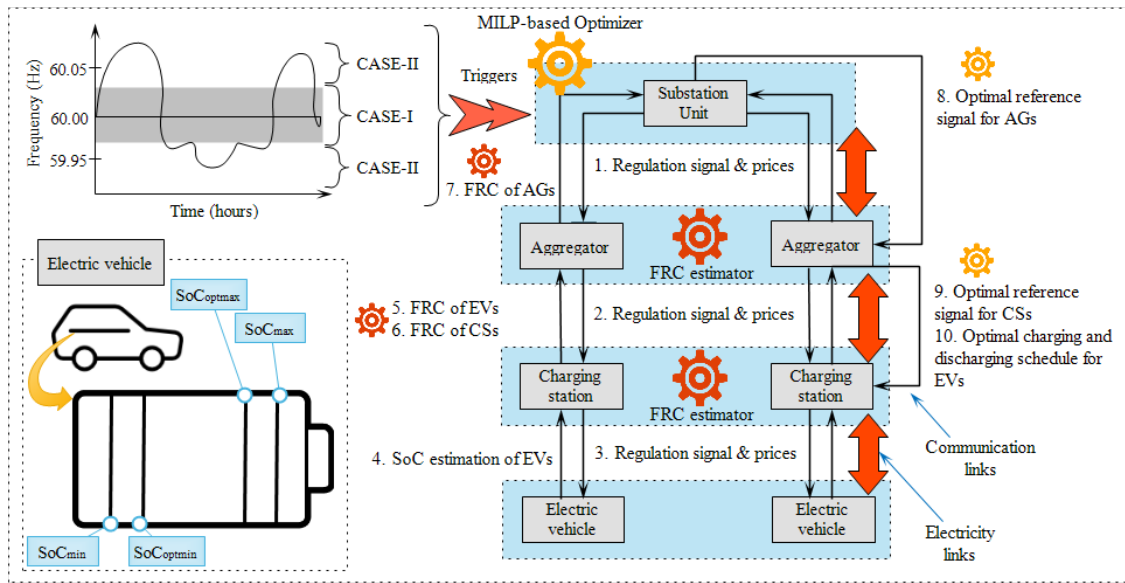 MILP-based Optimizer
Frequency (Hz)
60.05
60.00
59.95
Time (hours)
CASE-II
CASE-I
CASE-II
Triggers
7. FRC of AGs
Substation
Unit
1. Regulation signal & prices
8. Optimal reference
signal for AGs
Aggregator
FRC estimator
Aggregator
Electric vehicle
SoCoptmax
SoCmax
SoCmin
SoCoptmin
5. FRC of EVs
6. FRC of CSs
2. Regulation signal & prices
9. Optimal reference
signal for CSs
10. Optimal charging and
discharging schedule for
EVs
Charging
station
FRC estimator
Charging
station
4. SoC estimation of EVs
3. Regulation signal & prices
Communication
links
Electric
vehicle
Electric
vehicle
Electricity
links